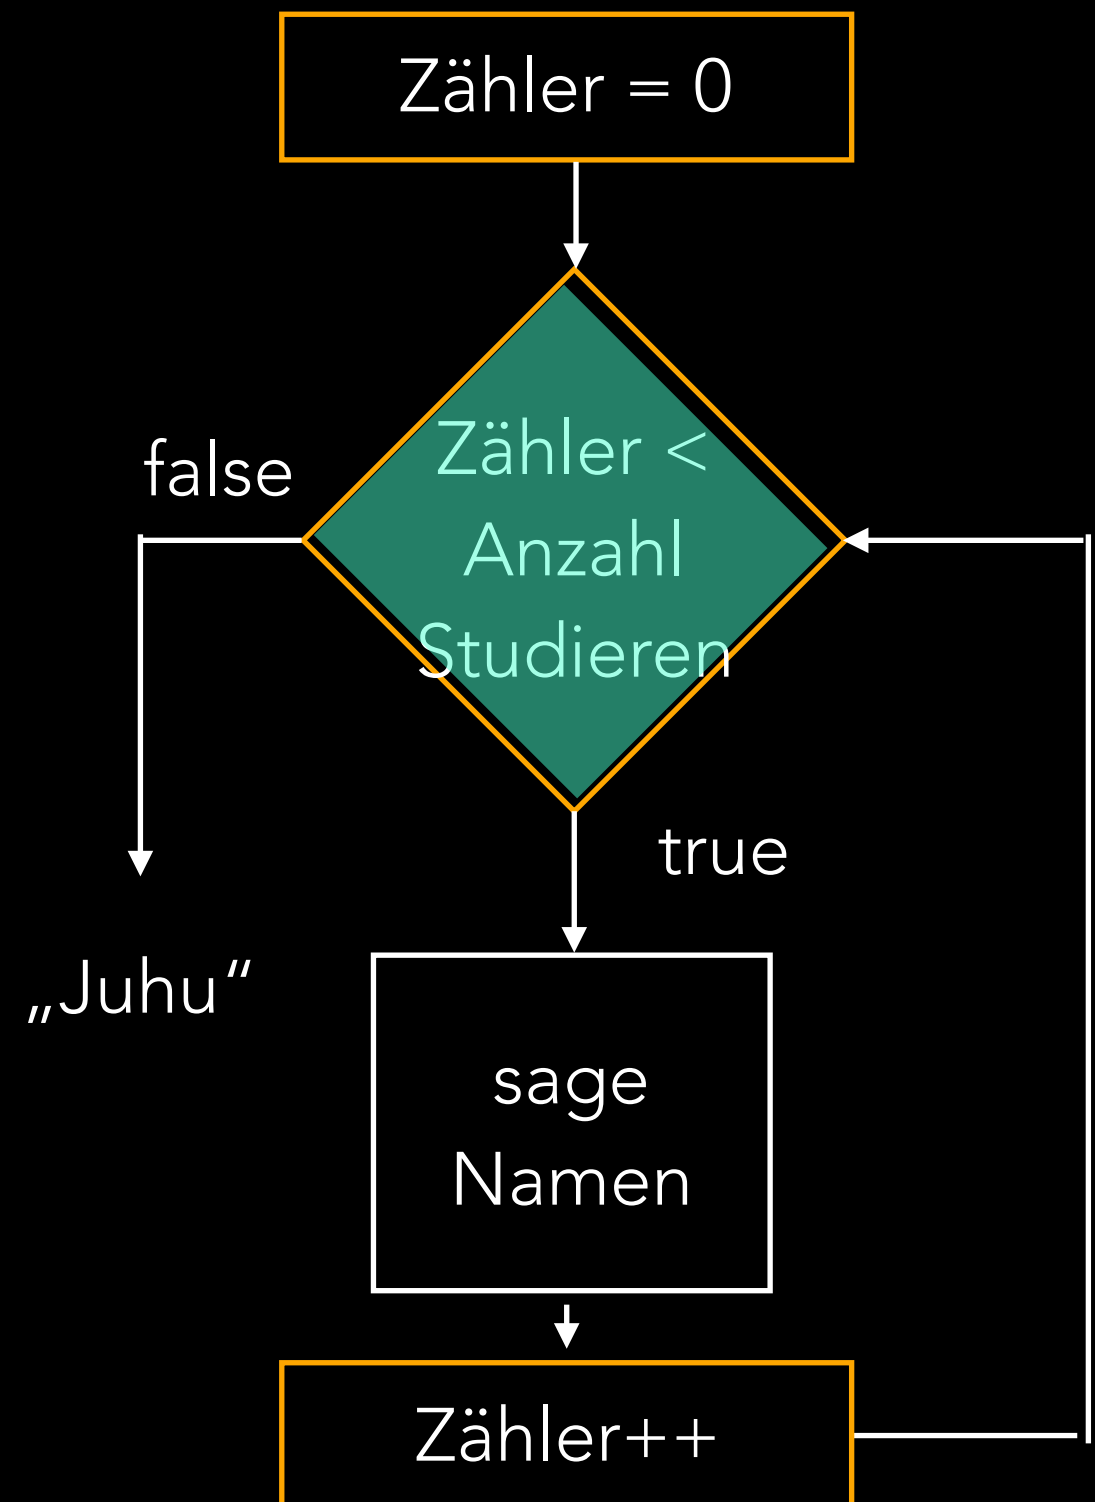 Zähler = 0
false
Zähler <
Anzahl
Studieren
true
„Juhu“
sage
Namen
Zähler++